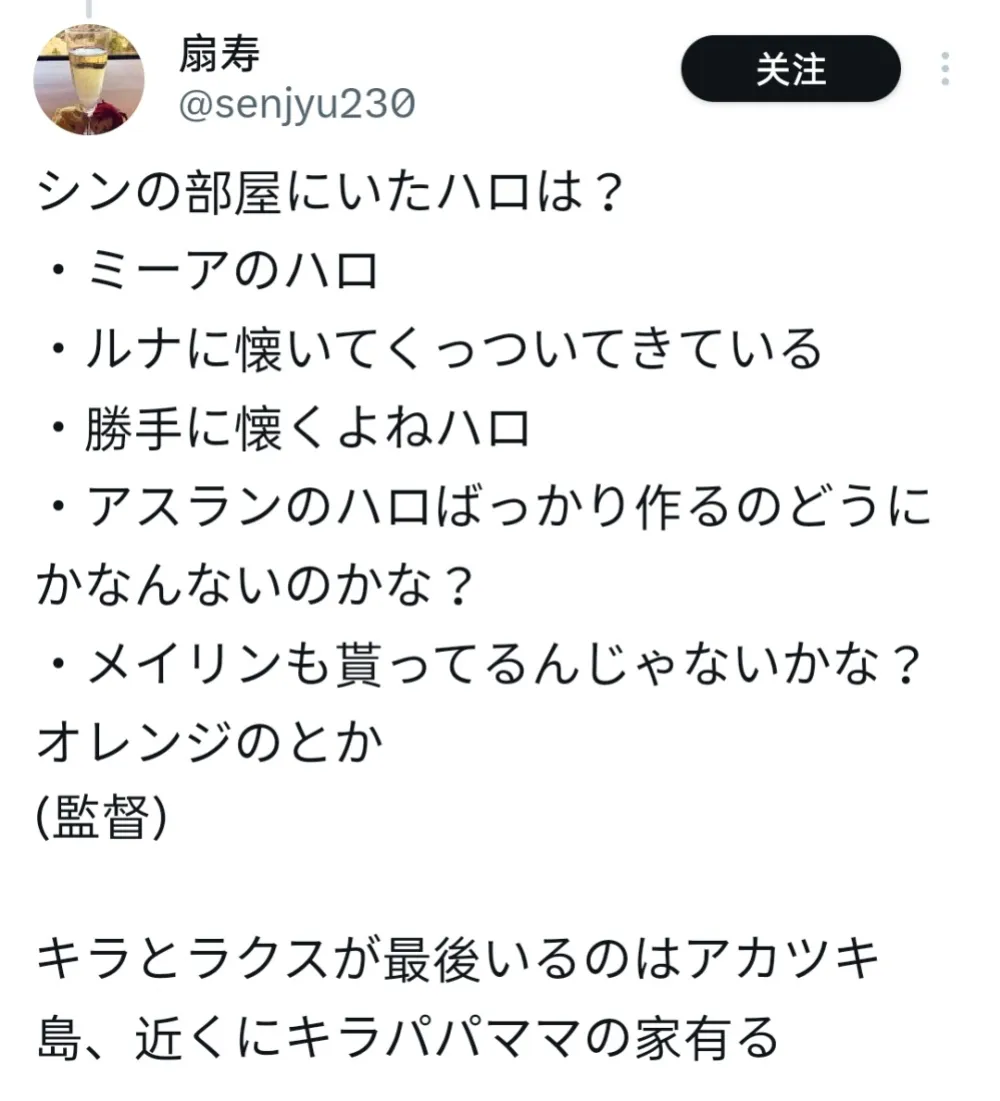 扇寿
@senjyu230
关注
シンの部屋にいたハロは？
・ミーアのハロ
・ルナに懐いてくっついてきている
・勝手に懐くよねハロ
・アスランのハロばっかり作るのどうに
かなんないのかな？
・メイリンも貰ってるんじゃないかな？
オレンジのとか
(監督)
キラとラクスが最後いるのはアカツキ
島、近くにキラパパママの家有る